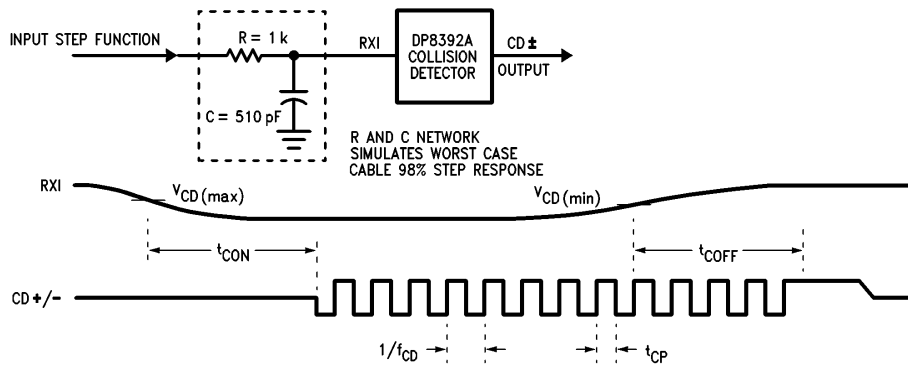 INPUT STEP FUNCTION
R = 1 k
RXI
DP8392A
COLLISION
DETECTOR
CD ±
OUTPUT
C = 510 pF
R AND C NETWORK
SIMULATES WORST CASE
CABLE 98% STEP RESPONSE
RXI
VCD (max)
VCD (min)
tCON
tCOFF
CD +/-
1/fCD
tCP